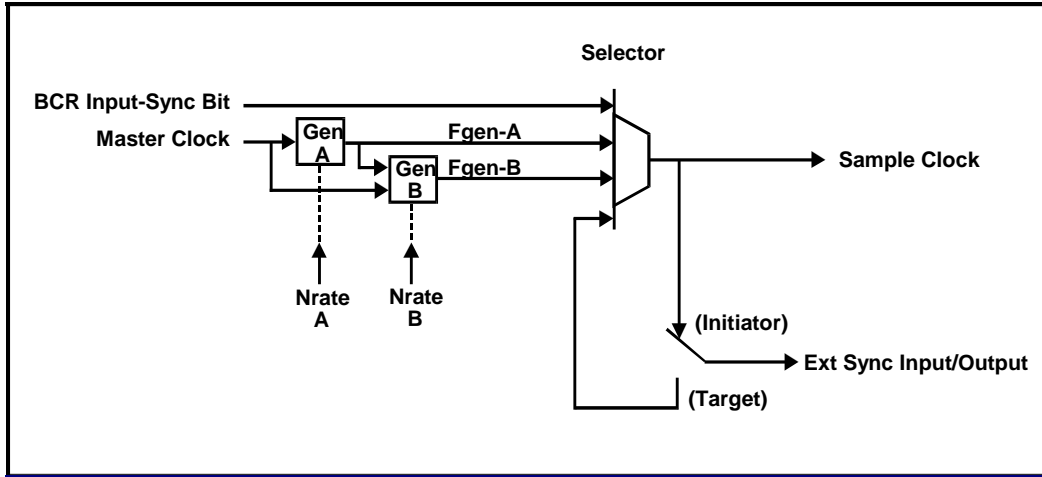 Selector
BCR Input-Sync Bit
Master Clock
Gen
A
Fgen-A
Gen
B
Fgen-B
Sample Clock
Nrate
A
Nrate
B
(Initiator)
Ext Sync Input/Output
(Target)